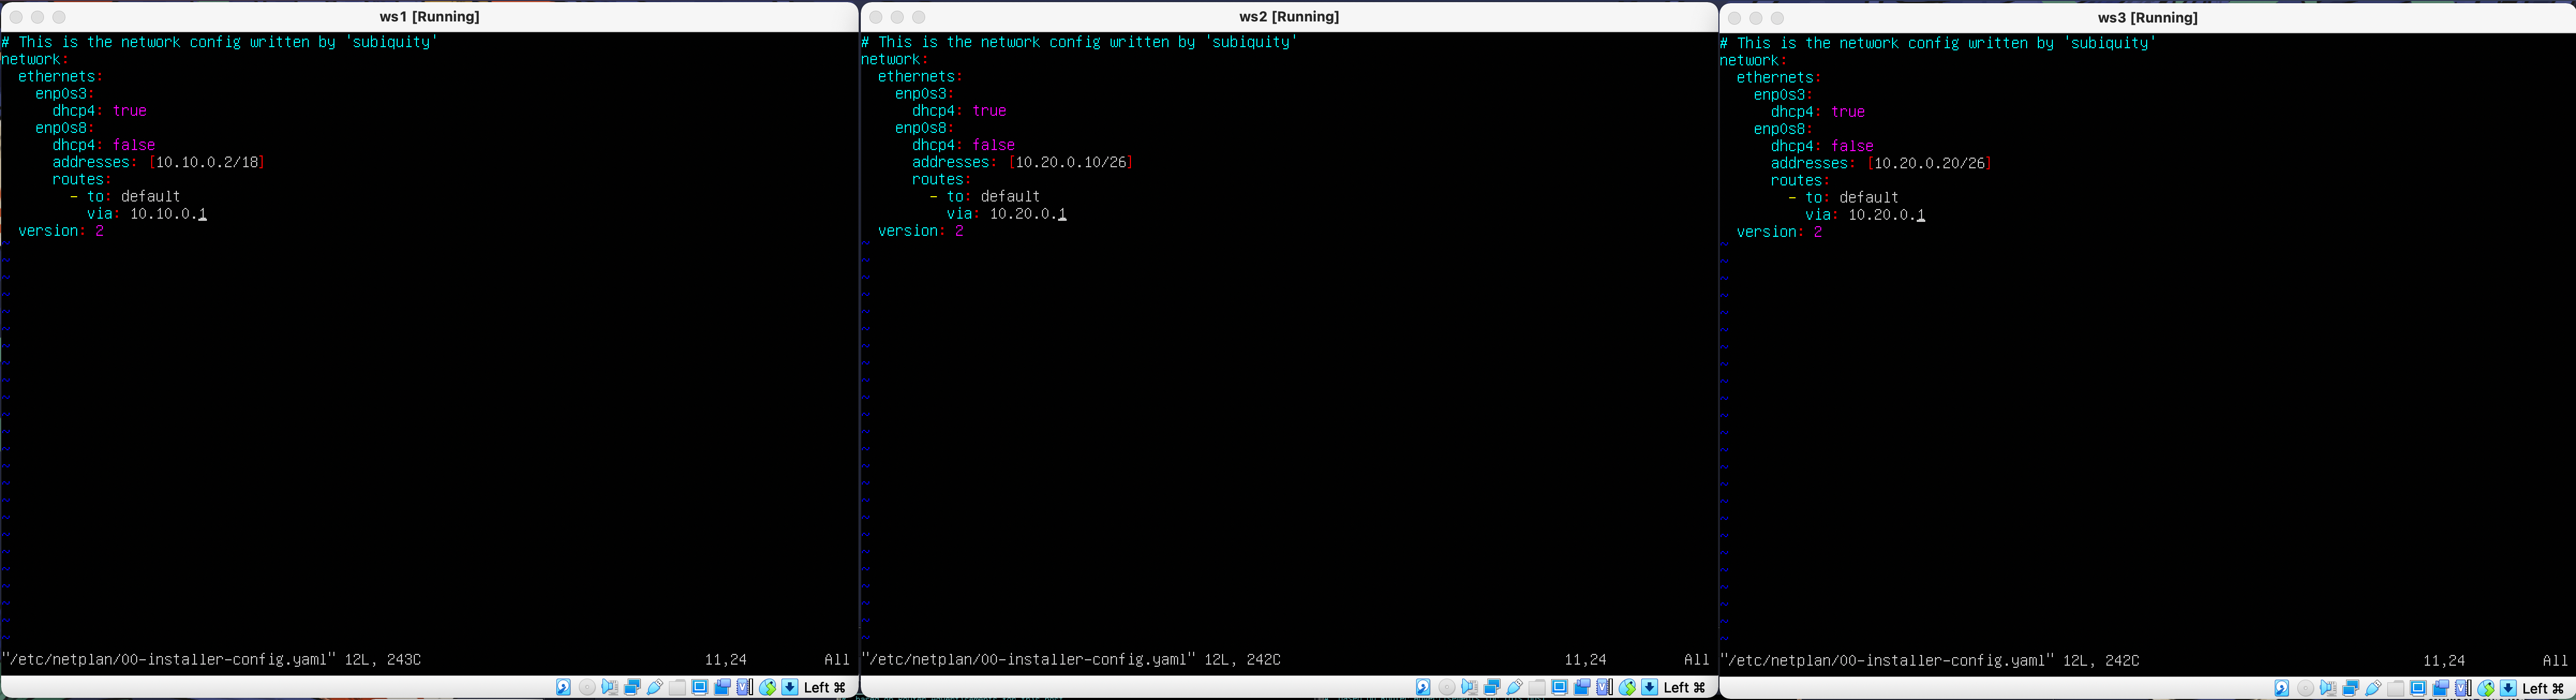 ws1 [Running]
# This is the network config written by 'subiquity'
network:
  ethernets:
    enp0s3:
      dhcp4: true
    enp0s8:
      dhcp4: false
      addresses: [10.10.0.2/18]
      routes:
        - to: default
          via: 10.10.0.1
  version: 2
"/etc/netplan/00-installer-config.yaml" 12L, 243C 11,24 All
Left ⌘
ws2 [Running]
# This is the network config written by 'subiquity'
network:
  ethernets:
    enp0s3:
      dhcp4: true
    enp0s8:
      dhcp4: false
      addresses: [10.20.0.10/26]
      routes:
        - to: default
          via: 10.20.0.1
  version: 2
"/etc/netplan/00-installer-config.yaml" 12L, 242C 11,24 All
Left ⌘
ws3 [Running]
# This is the network config written by 'subiquity'
network:
  ethernets:
    enp0s3:
      dhcp4: true
    enp0s8:
      dhcp4: false
      addresses: [10.20.0.20/26]
      routes:
        - to: default
          via: 10.20.0.1
  version: 2
"/etc/netplan/00-installer-config.yaml" 12L, 242C 11,24 All
Left ⌘